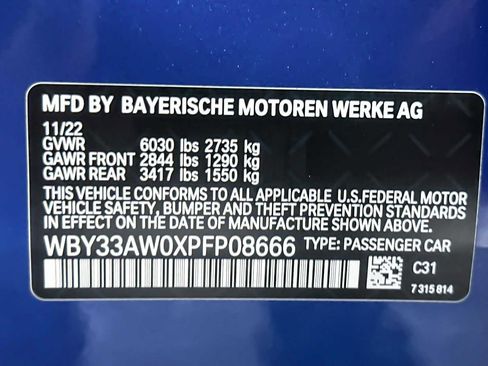 MFD BY BAYERISCHE MOTOREN WERKE AG
11/22
GVWR 6030 lbs 2735 kg
GAWR FRONT 2844 lbs 1290 kg
GAWR REAR 3417 lbs 1550 kg
THIS VEHICLE CONFORMS TO ALL APPLICABLE U.S.FEDERAL MOTOR
VEHICLE SAFETY, BUMPER AND THEFT PREVENTION STANDARDS
IN EFFECT ON THE DATE OF MANUFACTURE SHOWN ABOVE.
WBY33AW0XPFP08666 TYPE: PASSENGER CAR
C31
7 315 814